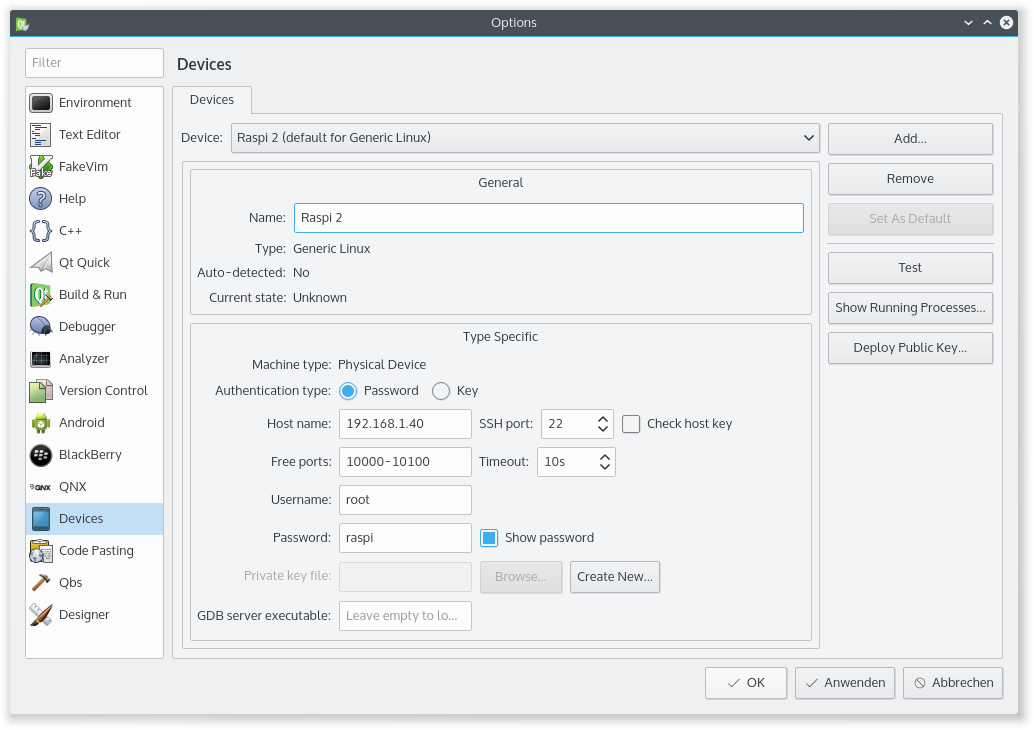 Options
Filter
Devices
Environment
Text Editor
FakeVim
Help
C++
Qt Quick
Build & Run
Debugger
Analyzer
Version Control
Android
BlackBerry
QNX
Devices
Code Pasting
Qbs
Designer
Devices
Device: Raspi 2 (default for Generic Linux)
General
Name: Raspi 2
Type: Generic Linux
Auto-detected: No
Current state: Unknown
Type Specific
Machine type: Physical Device
Authentication type: Password Key
Host name: 192.168.1.40 SSH port: 22 Check host key
Free ports: 10000-10100 Timeout: 10s
Username: root
Password: raspi Show password
Private key file: Browse... Create New...
GDB server executable: Leave empty to lo...
Add...
Remove
Set As Default
Test
Show Running Processes...
Deploy Public Key...
OK Anwenden Abbrechen